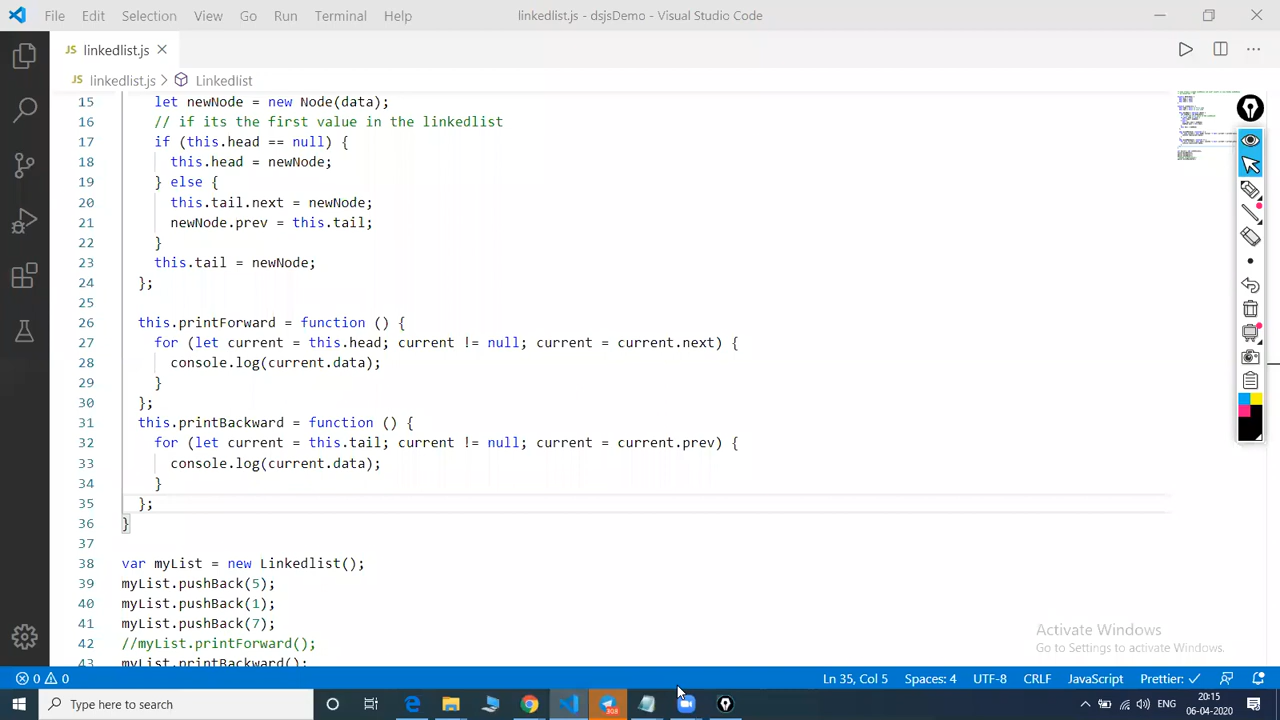 File Edit Selection View Go Run Terminal Help linkedlist.js - dsjsDemo - Visual Studio Code
JS linkedlist.js
JS linkedlist.js > Linkedlist
15 let newNode = new Node(data);
16 // if its the first value in the linkedlist
17 if (this.head == null) {
18 this.head = newNode;
19 } else {
20 this.tail.next = newNode;
21 newNode.prev = this.tail;
22 }
23 this.tail = newNode;
24 };
25
26 this.printForward = function () {
27 for (let current = this.head; current != null; current = current.next) {
28 console.log(current.data);
29 }
30 };
31 this.printBackward = function () {
32 for (let current = this.tail; current != null; current = current.prev) {
33 console.log(current.data);
34 }
35 };
36 }
37
38 var myList = new Linkedlist();
39 myList.pushBack(5);
40 myList.pushBack(1);
41 myList.pushBack(7);
42 //myList.printForward();
43 myList.printBackward();
Activate Windows
Go to Settings to activate Windows.
0 0 Ln 35, Col 5 Spaces: 4 UTF-8 CRLF JavaScript Prettier: ✓
Type here to search ENG 20:15
06-04-2020